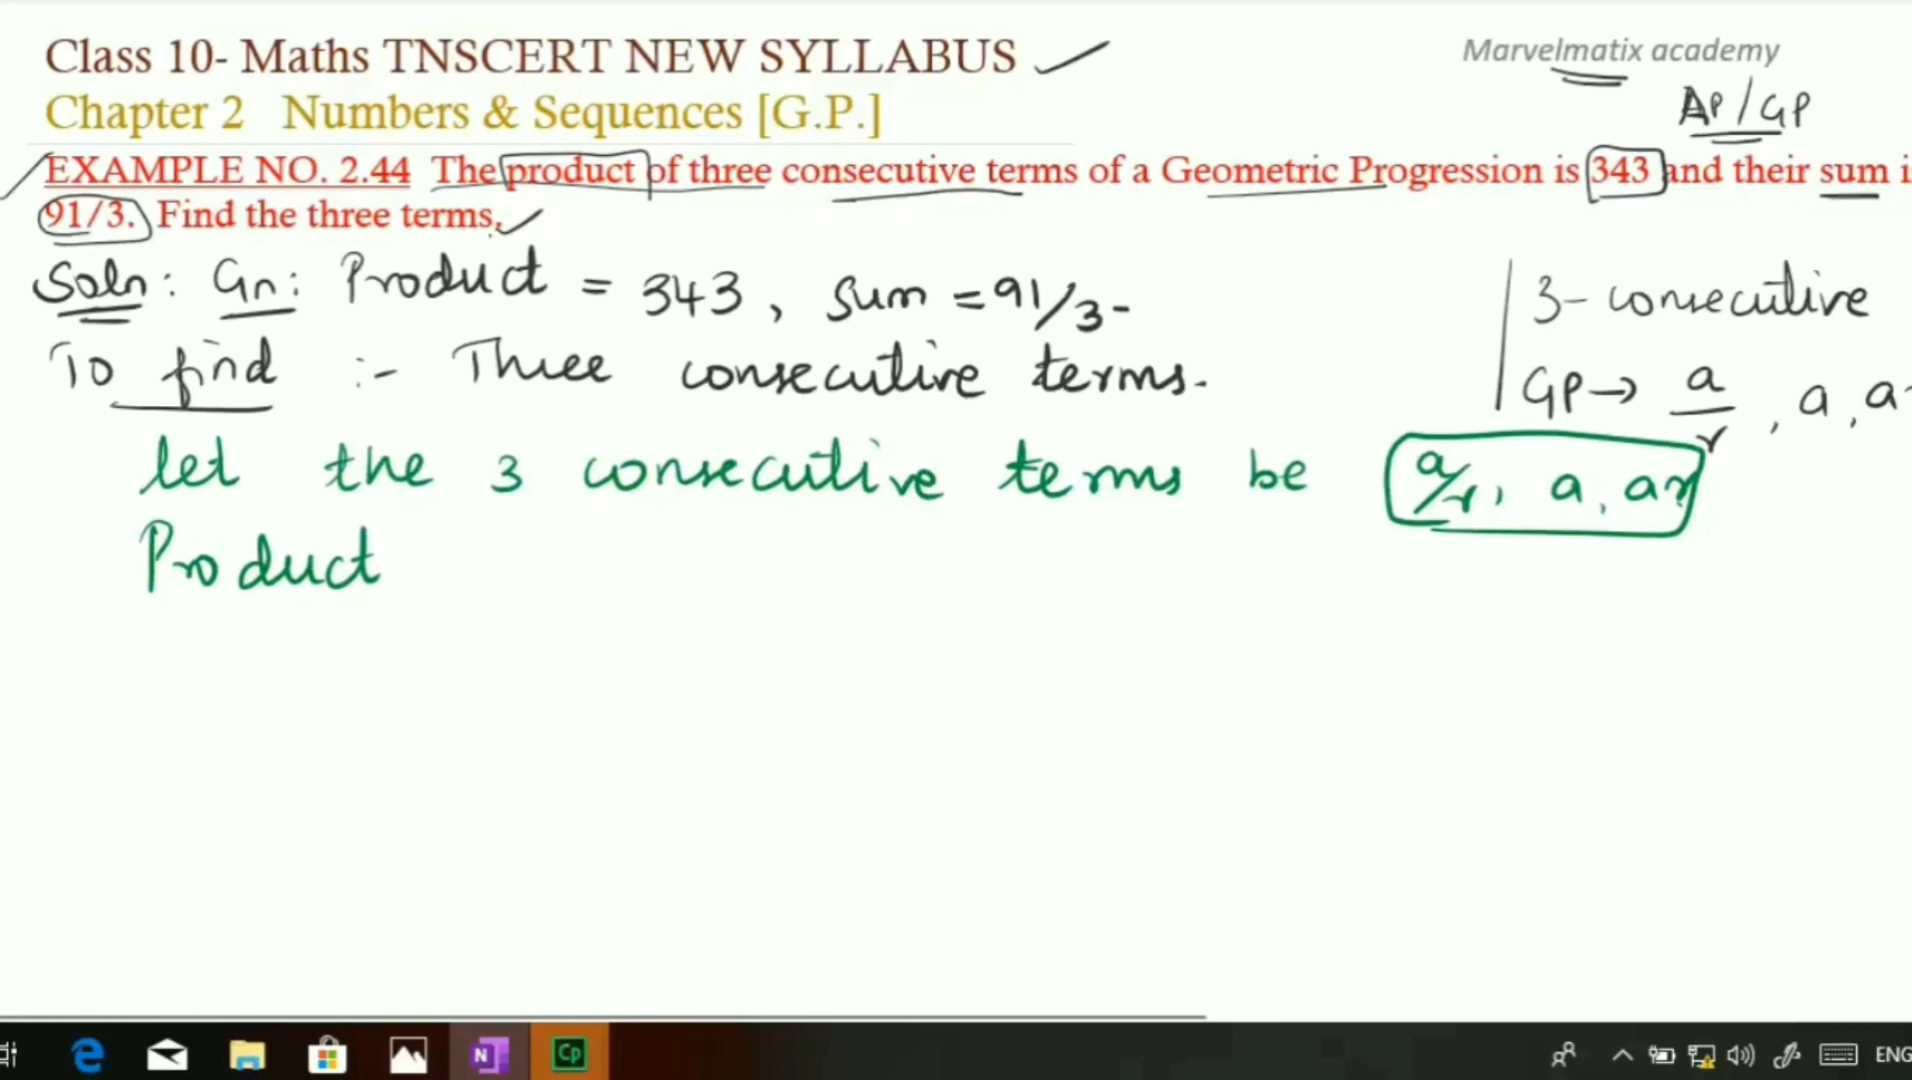 Class 10- Maths TNSCERT NEW SYLLABUS
Marvelmatix academy
Chapter 2 Numbers & Sequences [G.P.]
AP/GP
EXAMPLE NO. 2.44 The product of three consecutive terms of a Geometric Progression is 343 and their sum i
91/3. Find the three terms.
Soln: Gn: Product = 343, Sum = 91/3-
3- consecutive
To find :- Three consecutive terms.
GP→ a/r, a, a
let the 3 consecutive terms be a/r, a, ar
Product
N Cp ENG